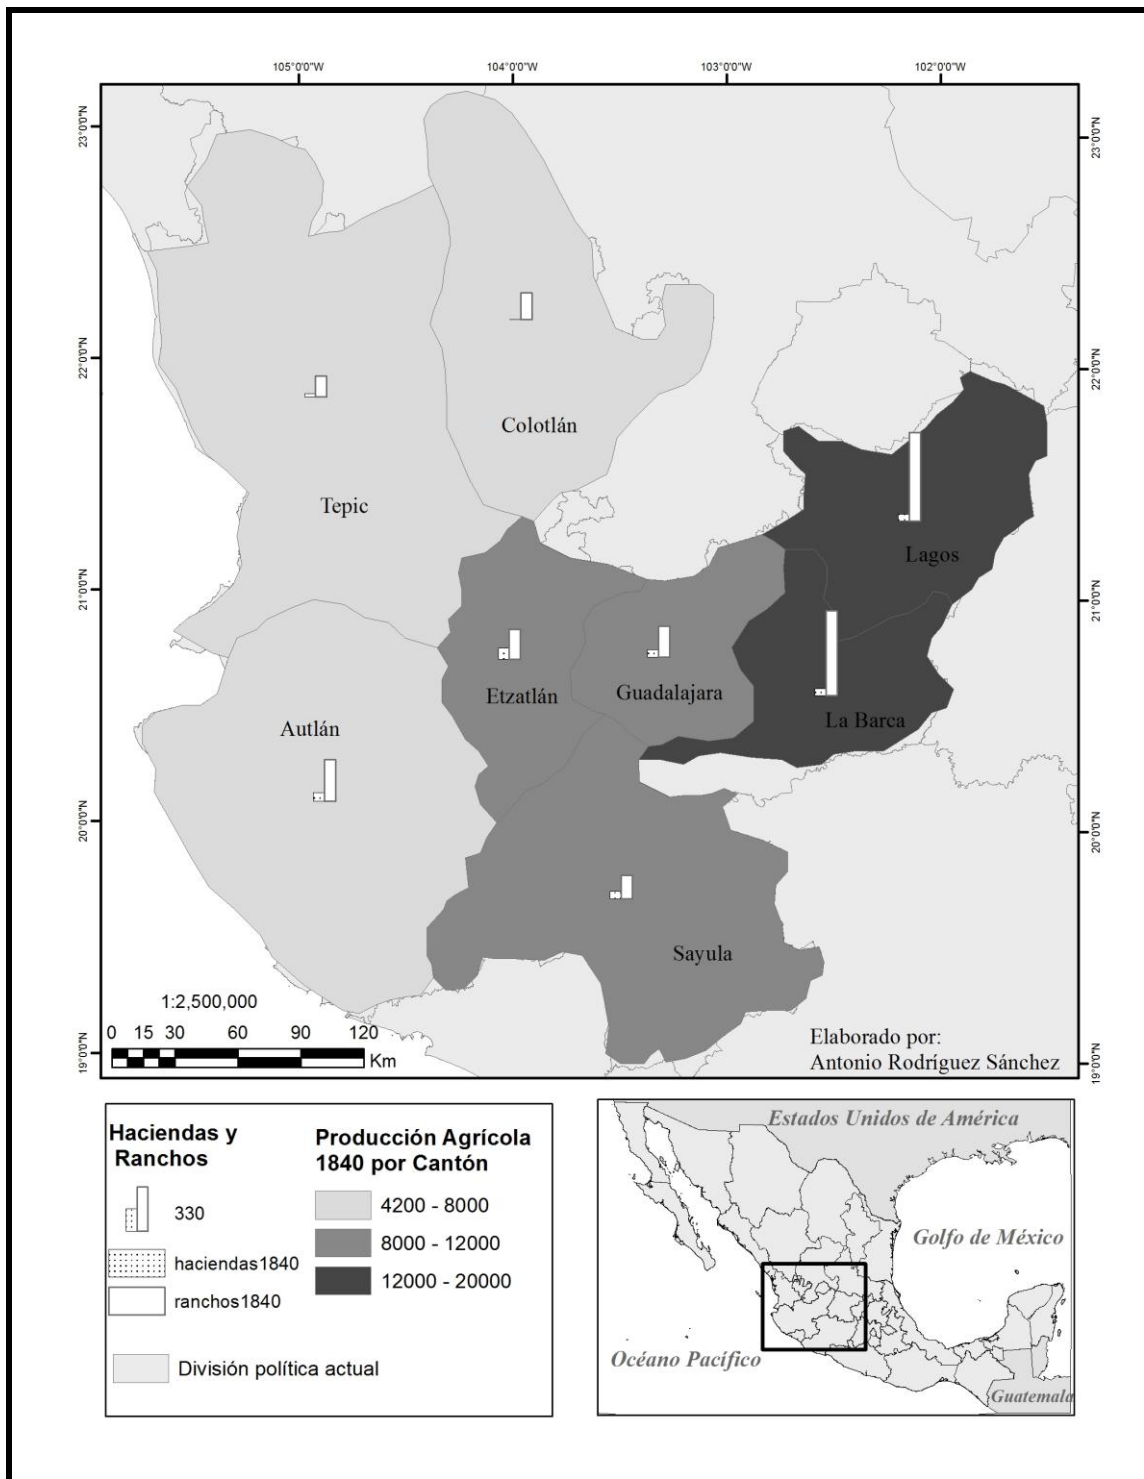 105°0'0"W
104°0'0"W
103°0'0"W
102°0'0"W
23°0'0"N
23°0'0"N
22°0'0"N
22°0'0"N
21°0'0"N
21°0'0"N
20°0'0"N
20°0'0"N
19°0'0"N
19°0'0"N
Colotlán
Tepic
Lagos
Etzatlán
Guadalajara
La Barca
Autlán
Sayula
1:2,500,000
0 15 30 60 90 120
Km
Elaborado por:
Antonio Rodríguez Sánchez
Haciendas y
Ranchos
330
haciendas1840
ranchos1840
División política actual
Producción Agrícola
1840 por Cantón
4200 - 8000
8000 - 12000
12000 - 20000
Estados Unidos de América
Golfo de México
Océano Pacífico
Guatemala